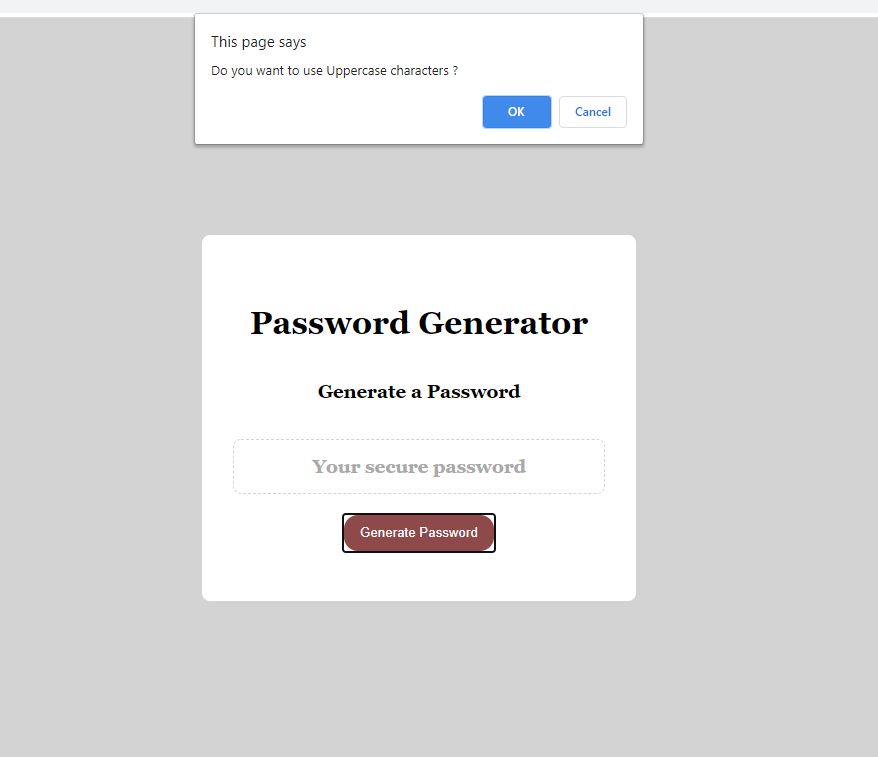 This page says
Do you want to use Uppercase characters ?
OK
Cancel
Password Generator
Generate a Password
Your secure password
Generate Password